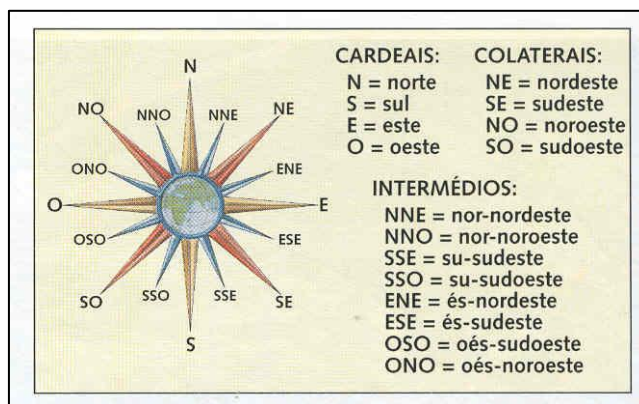 N
NO
NNO
NNE
NE
ONO
ENE
O
E
OSO
ESE
SO
SSO
SSE
SE
S
CARDEAIS:
N = norte
S = sul
E = este
O = oeste
COLATERAIS:
NE = nordeste
SE = sudeste
NO = noroeste
SO = sudoeste
INTERMÉDIOS:
NNE = nor-nordeste
NNO = nor-noroeste
SSE = su-sudeste
SSO = su-sudoeste
ENE = és-nordeste
ESE = és-sudeste
OSO = oés-sudoeste
ONO = oés-noroeste